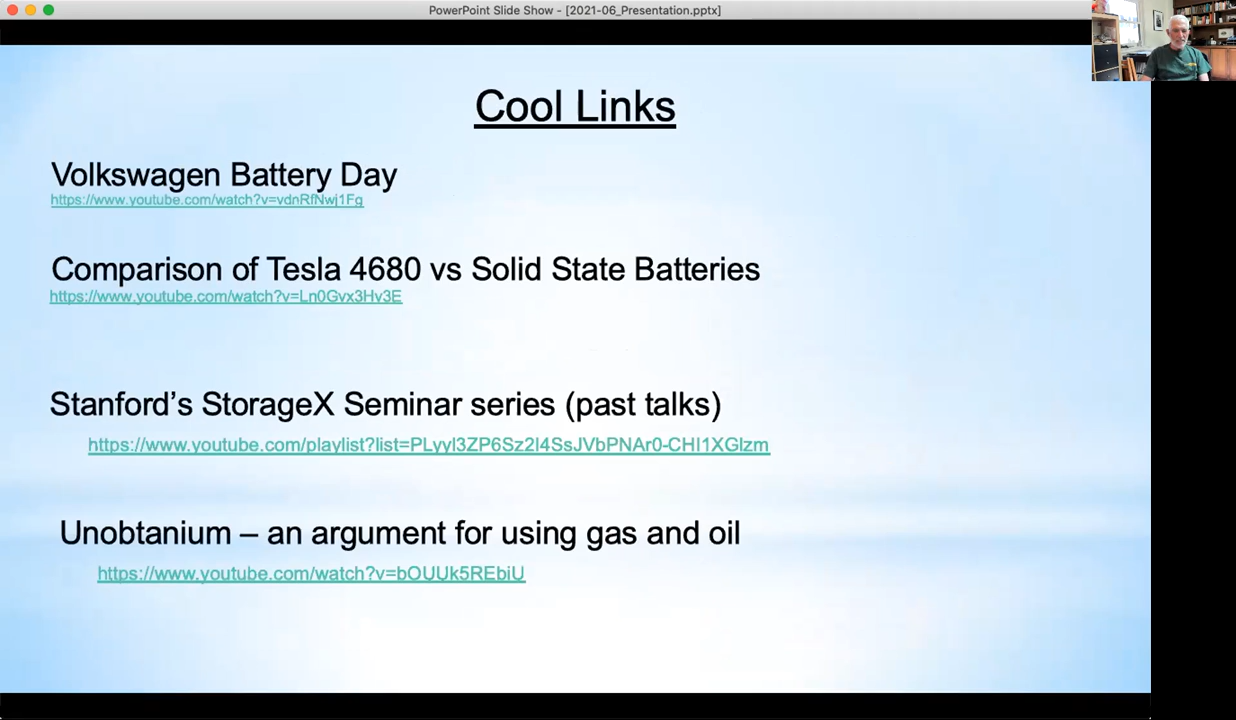 PowerPoint Slide Show - [2021-06_Presentation.pptx]
Cool Links
Volkswagen Battery Day
https://www.youtube.com/watch?v=vdnRfNwj1Fg
Comparison of Tesla 4680 vs Solid State Batteries
https://www.youtube.com/watch?v=Ln0Gvx3Hv3E
Stanford’s StorageX Seminar series (past talks)
https://www.youtube.com/playlist?list=PLyyl3ZP6Sz2l4SsJVbPNAr0-CHI1XGlzm
Unobtanium – an argument for using gas and oil
https://www.youtube.com/watch?v=bOUUk5REbiU